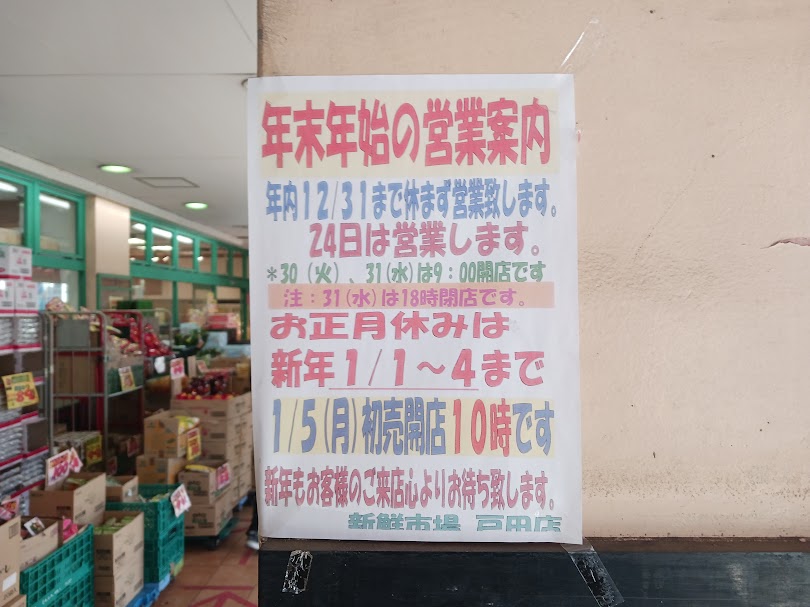 年末年始の営業案内
年内12/31まで休まず営業致します。
24日は営業します。
*30(火)、31(水)は9:00開店です
注:31(水)は18時閉店です。
お正月休みは
新年1/1～4まで
1/5(月)初売開店10時です
新年もお客様のご来店心よりお待ち致します。
新鮮市場 戸田店